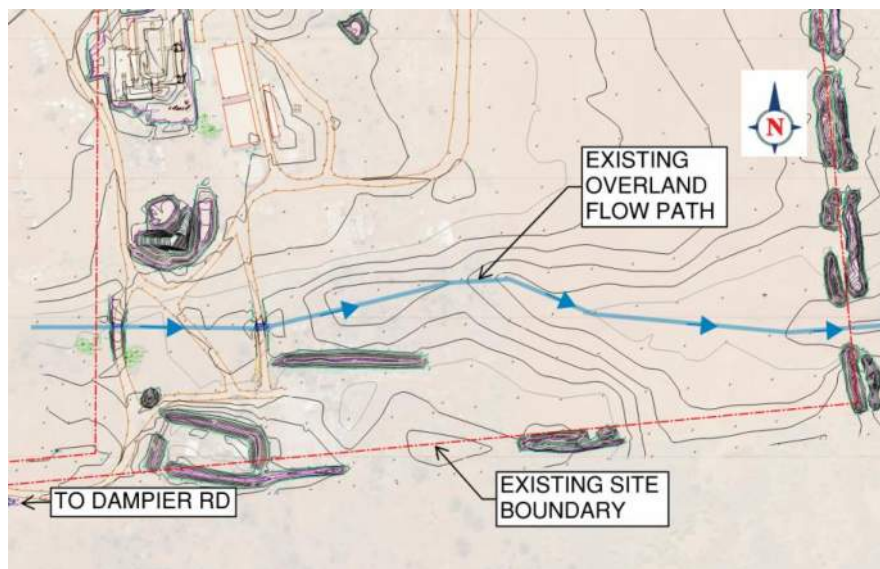 N
EXISTING
OVERLAND
FLOW PATH
TO DAMPIER RD
EXISTING SITE
BOUNDARY